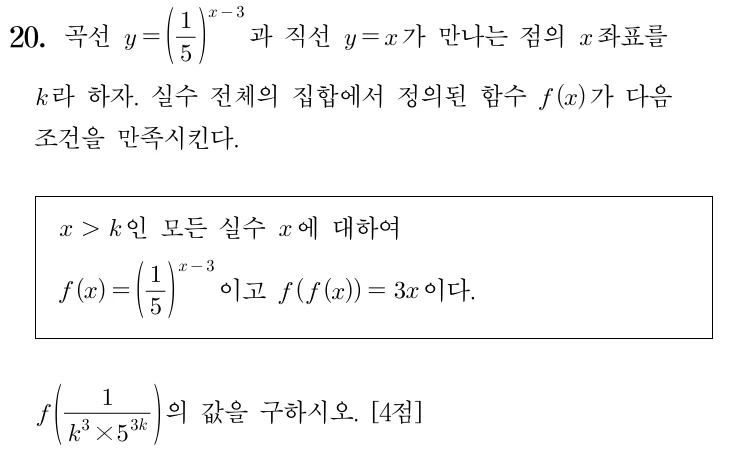 20. 곡선 y=(1/5)^{x-3}과 직선 y=x가 만나는 점의 x좌표를
k라 하자. 실수 전체의 집합에서 정의된 함수 f(x)가 다음
조건을 만족시킨다.
x > k인 모든 실수 x에 대하여
f(x)=(1/5)^{x-3}이고 f(f(x))=3x이다.
f(1/(k^3×5^{3k}))의 값을 구하시오. [4점]